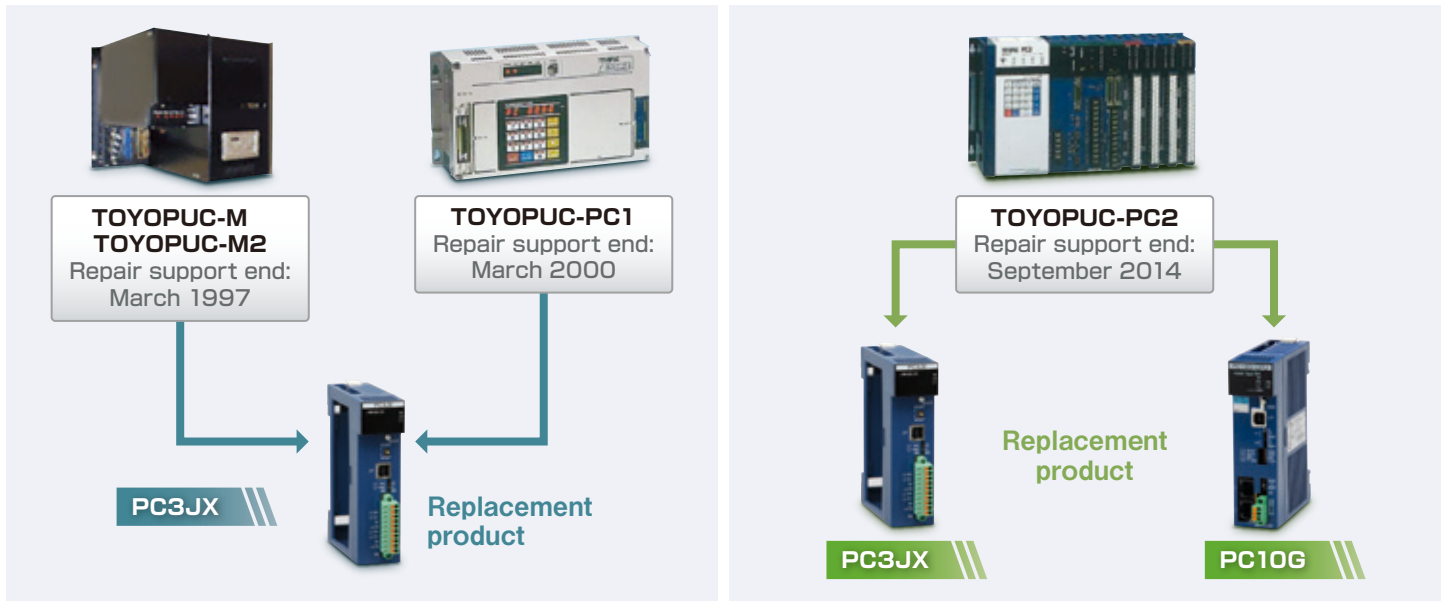 TOYOPUC-M
TOYOPUC-M2
Repair support end:
March 1997
TOYOPUC-PC1
Repair support end:
March 2000
PC3JX
Replacement
product
TOYOPUC-PC2
Repair support end:
September 2014
Replacement
product
PC3JX
PC10G